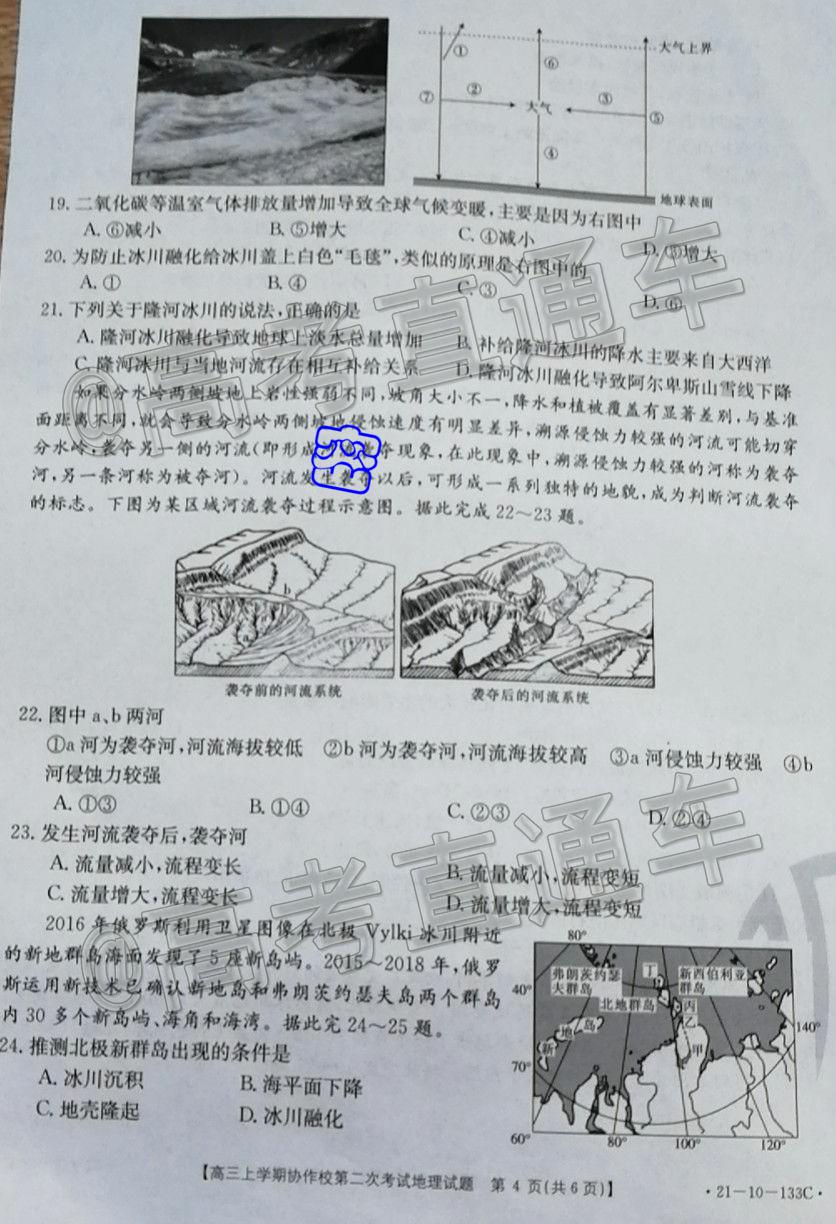 ① ② ③ ④ ⑤ ⑥ ⑦ 大气 大气上界 地球表面
19. 二氧化碳等温室气体排放量增加导致全球气候变暖,主要是因为右图中
A. ⑥减小 B. ⑤增大 C. ④减小 D. ③增大
20. 为防止冰川融化给冰川盖上白色“毛毯”,类似的原理是右图中的
A. ① B. ④ C. ③ D. ⑥
21. 下列关于隆河冰川的说法,正确的是
A. 隆河冰川融化导致地球上淡水总量增加 B. 补给隆河冰川的降水主要来自大西洋
C. 隆河冰川与当地河流存在相互补给关系 D. 隆河冰川融化导致阿尔卑斯山雪线下降
如果分水岭两侧坡地上岩性强弱不同,坡角大小不一,降水和植被覆盖有显著差别,与基准
面距离不同,就会导致分水岭两侧坡地侵蚀速度有明显差异,溯源侵蚀力较强的河流可能切穿
分水岭,袭夺另一侧的河流(即形成夺现象,在此现象中,溯源侵蚀力较强的河称为袭夺
河,另一条河称为被夺河)。河流发生袭夺以后,可形成一系列独特的地貌,成为判断河流袭夺
的标志。下图为某区域河流袭夺过程示意图。据此完成22~23题。
a b
袭夺前的河流系统 袭夺后的河流系统
22. 图中a、b两河
①a河为袭夺河,河流海拔较低 ②b河为袭夺河,河流海拔较高 ③a河侵蚀力较强 ④b
河侵蚀力较强
A. ①③ B. ①④ C. ②③ D. ②④
23. 发生河流袭夺后,袭夺河
A. 流量减小,流程变长 B. 流量减小,流程变短
C. 流量增大,流程变长 D. 流量增大,流程变短
2016年俄罗斯利用卫星图像在北极Vylki冰川附近
的新地群岛海面发现了5座新岛屿。2015~2018年,俄罗
斯运用新技术已确认新地岛和弗朗茨约瑟夫岛两个群岛
内30多个新岛屿、海角和海湾。据此完24~25题。
24. 推测北极新群岛出现的条件是
A. 冰川沉积 B. 海平面下降
C. 地壳隆起 D. 冰川融化
80°
弗朗茨约瑟 丁 新西伯利亚
夫群岛 群岛
40° 北地群岛 丙
新地岛 乙 140°
甲
70°
60° 80° 100° 120°
【高三上学期协作校第二次考试地理试题 第4页(共6页)】 ·21-10-133C·
@高考直通车
@高考直通车